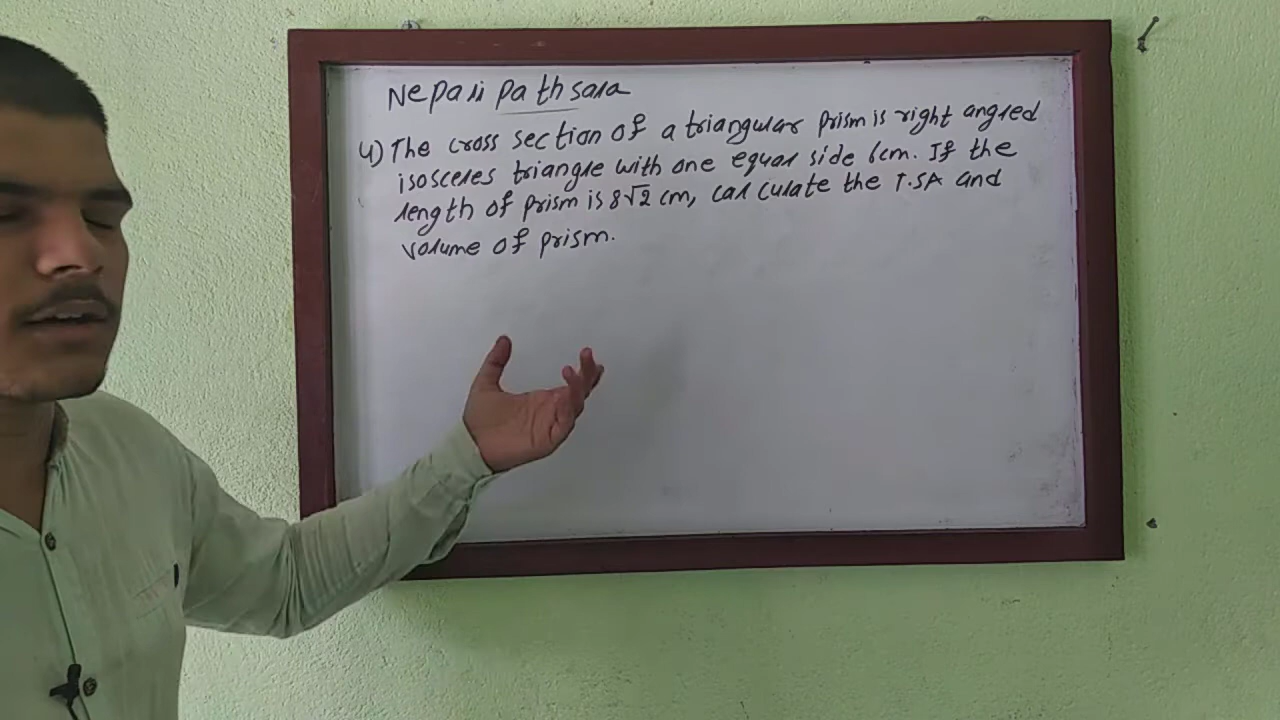 Nepali pathsala
4) The cross section of a triangular prism is right angled
isosceles triangle with one equal side 6cm. If the
length of prism is 8√2 cm, calculate the T.SA and
volume of prism.